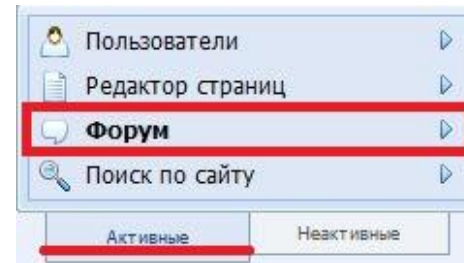 Пользователи
Редактор страниц
Форум
Поиск по сайту
Активные Неактивные